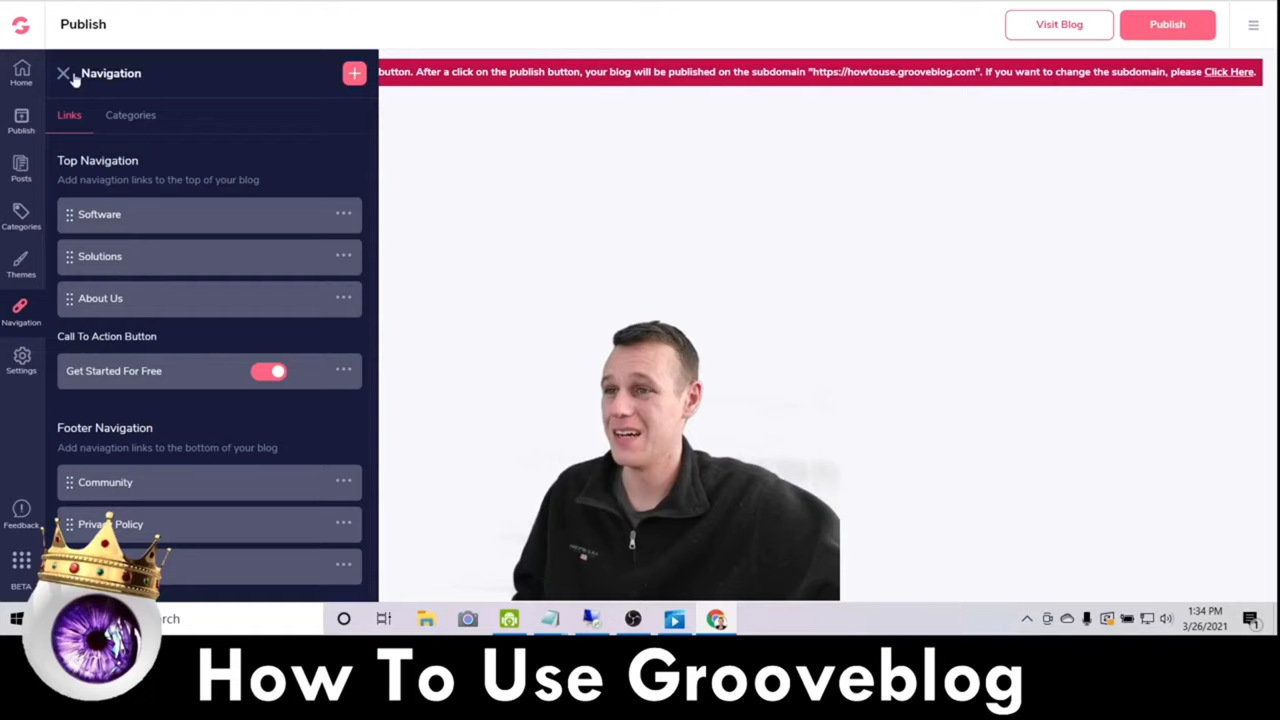 Publish
Visit Blog
Publish
Home
Publish
Posts
Categories
Themes
Navigation
Settings
Feedback
BETA
Navigation
button. After a click on the publish button, your blog will be published on the subdomain "https://howtouse.grooveblog.com". If you want to change the subdomain, please Click Here.
Links
Categories
Top Navigation
Add naviagtion links to the top of your blog
Software
Solutions
About Us
Call To Action Button
Get Started For Free
Footer Navigation
Add naviagtion links to the bottom of your blog
Community
Privacy Policy
1:34 PM
3/26/2021
How To Use Grooveblog